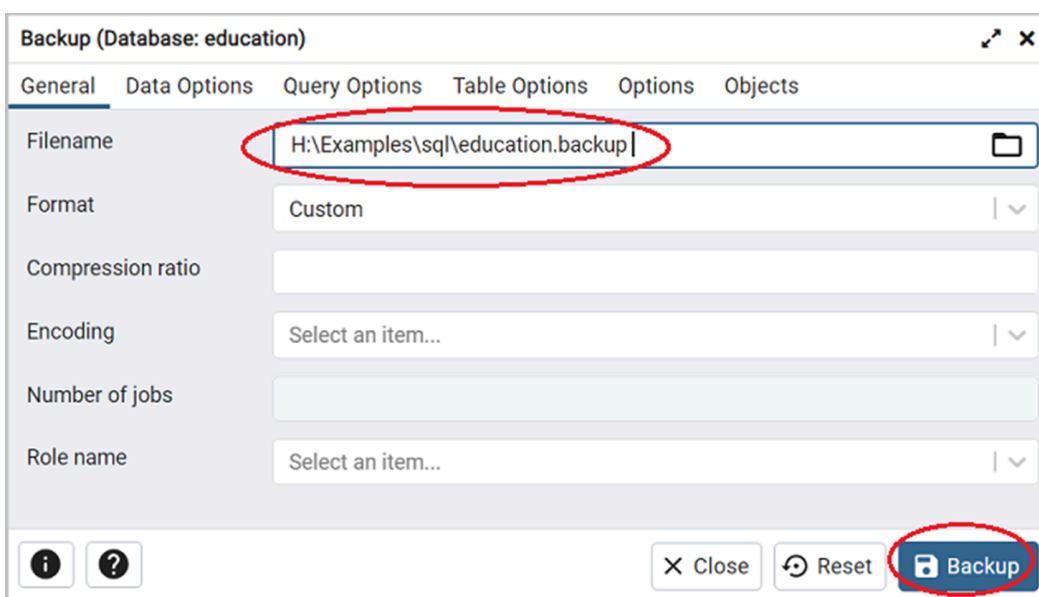 Backup (Database: education)
General Data Options Query Options Table Options Options Objects
Filename H:\Examples\sql\education.backup
Format Custom
Compression ratio
Encoding Select an item...
Number of jobs
Role name Select an item...
Close Reset Backup